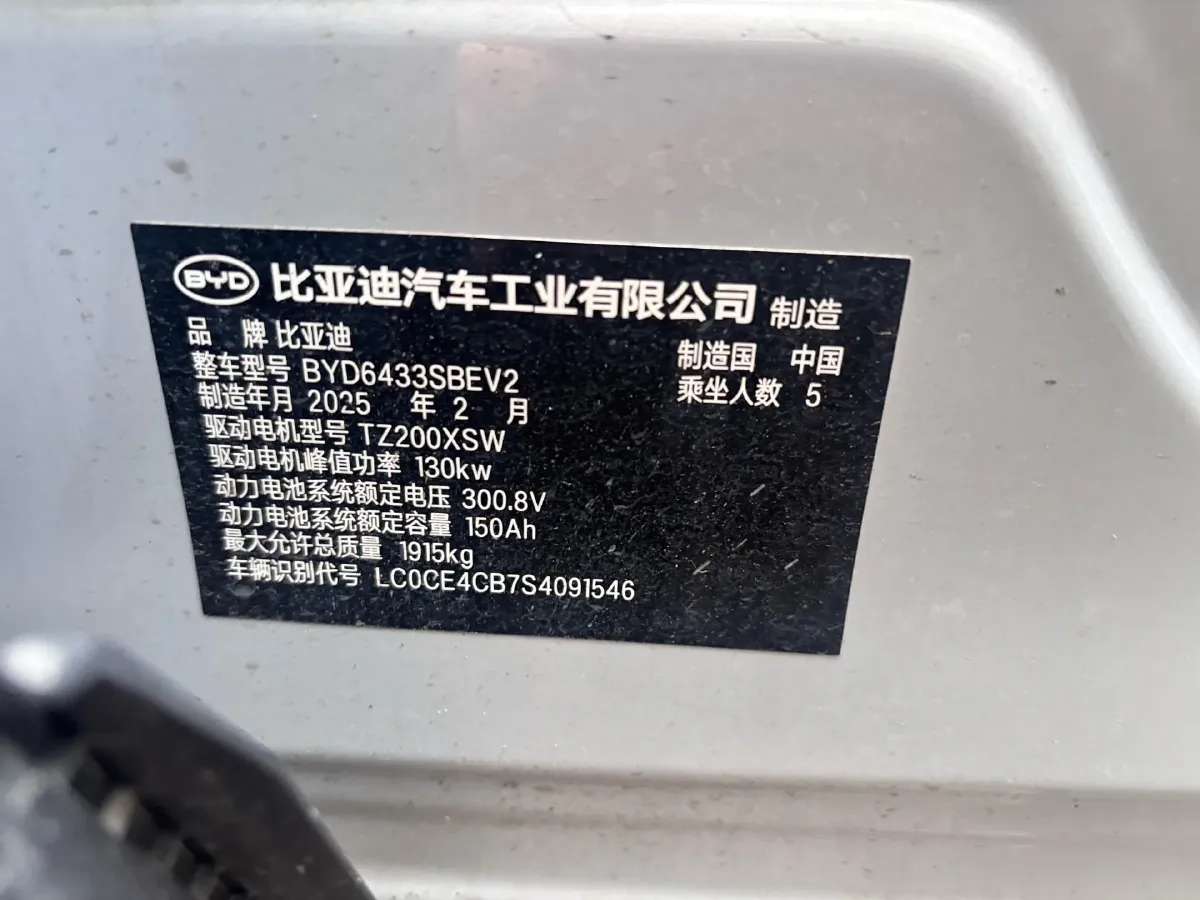 BYD 比亚迪汽车工业有限公司 制造
品 牌 比亚迪
制造国 中国
整车型号 BYD6433SBEV2
乘坐人数 5
制造年月 2025 年 2 月
驱动电机型号 TZ200XSW
驱动电机峰值功率 130kw
动力电池系统额定电压 300.8V
动力电池系统额定容量 150Ah
最大允许总质量 1915kg
车辆识别代号 LC0CE4CB7S4091546